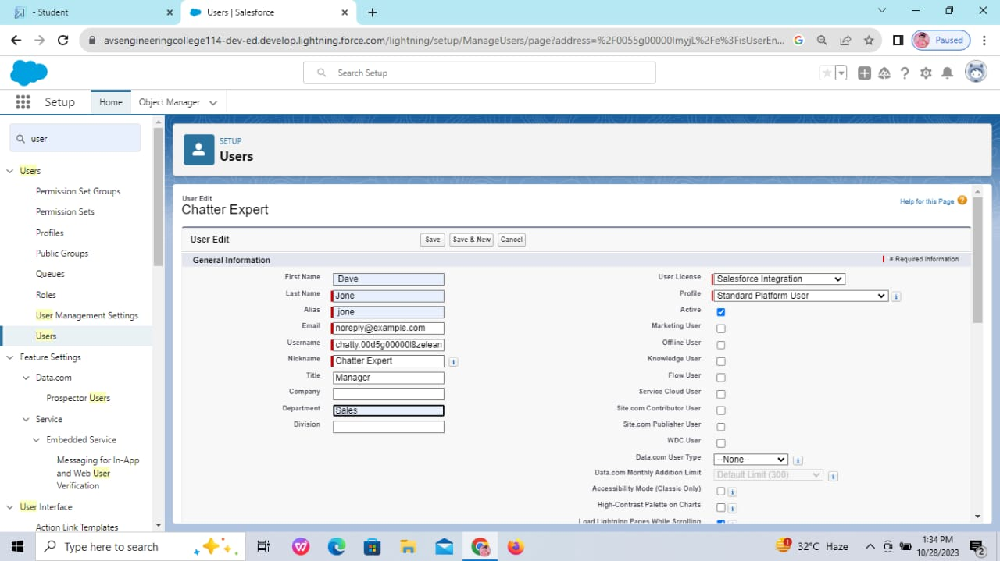 - Student
Users | Salesforce
avsengineeringcollege114-dev-ed.develop.lightning.force.com/lightning/setup/ManageUsers/page?address=%2F0055g00000ImyjL%2Fe%3FisUserEn...
Paused
Search Setup
Setup
Home
Object Manager
user
Users
Permission Set Groups
Permission Sets
Profiles
Public Groups
Queues
Roles
User Management Settings
Users
Feature Settings
Data.com
Prospector Users
Service
Embedded Service
Messaging for In-App
and Web User
Verification
User Interface
Action Link Templates
SETUP
Users
User Edit
Chatter Expert
Help for this Page
User Edit
Save
Save & New
Cancel
General Information
= Required Information
First Name Dave
Last Name Jone
Alias jone
Email noreply@example.com
Username chatty.00d5g00000l8zelean
Nickname Chatter Expert
Title Manager
Company
Department Sales
Division
User License Salesforce Integration
Profile Standard Platform User
Active
Marketing User
Offline User
Knowledge User
Flow User
Service Cloud User
Site.com Contributor User
Site.com Publisher User
WDC User
Data.com User Type --None--
Data.com Monthly Addition Limit Default Limit (300)
Accessibility Mode (Classic Only)
High-Contrast Palette on Charts
Load Lightning Pages While Scrolling
Type here to search
32°C Haze
1:34 PM
10/28/2023
2